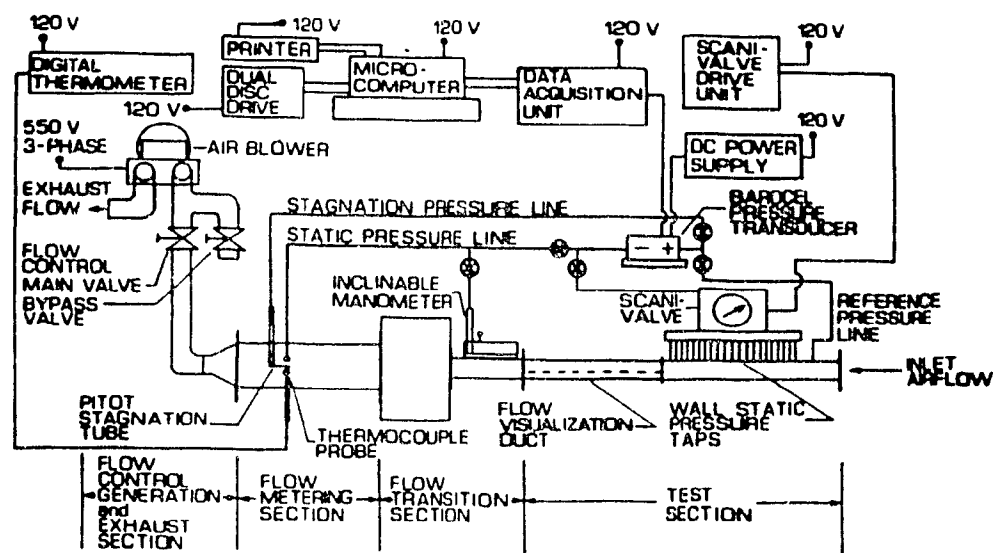 120 V
DIGITAL
THERMOMETER
120 V
PRINTER
DUAL
DISC
DRIVE
120 V
MICRO-
COMPUTER
120 V
DATA
ACQUISITION
UNIT
120 V
SCANI-
VALVE
DRIVE
UNIT
120 V
120 V
550 V
3-PHASE
AIR BLOWER
EXHAUST
FLOW
DC POWER
SUPPLY
120 V
STAGNATION PRESSURE LINE
STATIC PRESSURE LINE
BAROCEL
PRESSURE
TRANSDUCER
- +
FLOW
CONTROL
MAIN VALVE
BYPASS
VALVE
INCLINABLE
MANOMETER
SCANI-
VALVE
REFERENCE
PRESSURE
LINE
INLET
AIRFLOW
PITOT
STAGNATION
TUBE
THERMOCOUPLE
PROBE
FLOW
VISUALIZATION
DUCT
WALL STATIC
PRESSURE
TAPS
FLOW
CONTROL
GENERATION
and
EXHAUST
SECTION
FLOW
METERING
SECTION
FLOW
TRANSITION
SECTION
TEST
SECTION